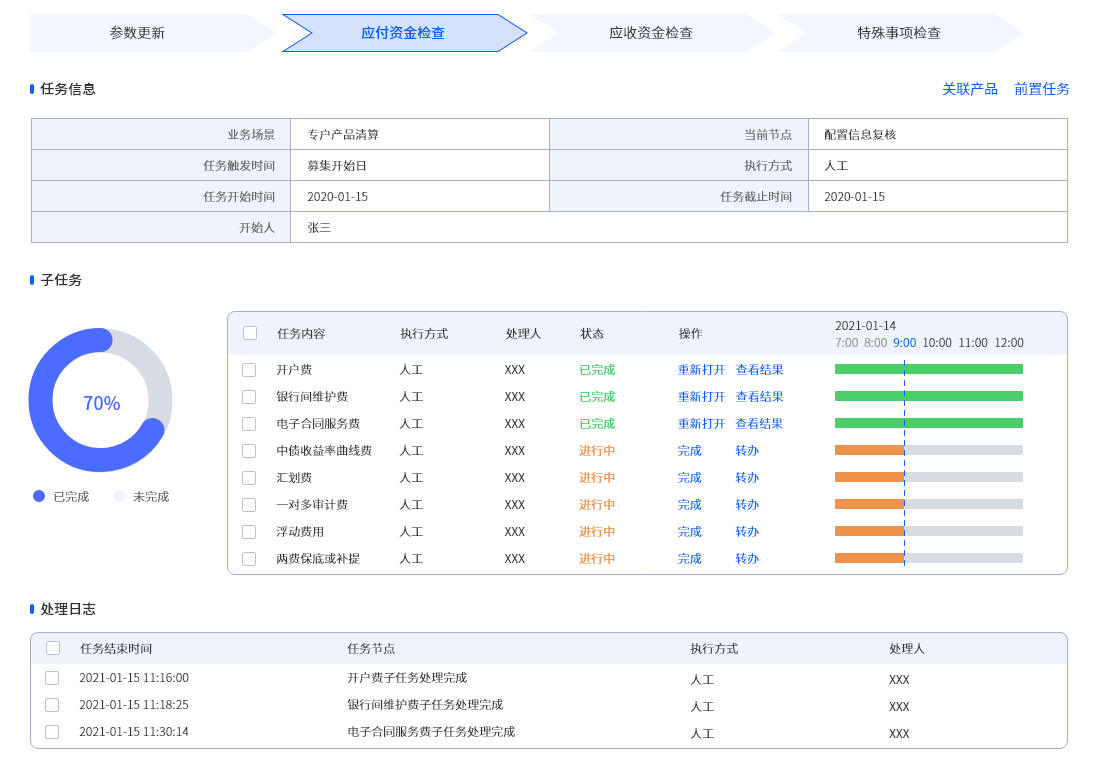 参数更新 应付资金检查 应收资金检查 特殊事项检查
任务信息 关联产品 前置任务
业务场景 专户产品清算 当前节点 配置信息复核
任务触发时间 募集开始日 执行方式 人工
任务开始时间 2020-01-15 任务截止时间 2020-01-15
开始人 张三
子任务
70%
已完成 未完成
任务内容 执行方式 处理人 状态 操作 2021-01-14
7:00 8:00 9:00 10:00 11:00 12:00
开户费 人工 XXX 已完成 重新打开 查看结果
银行间维护费 人工 XXX 已完成 重新打开 查看结果
电子合同服务费 人工 XXX 已完成 重新打开 查看结果
中债收益率曲线费 人工 XXX 进行中 完成 转办
汇划费 人工 XXX 进行中 完成 转办
一对多审计费 人工 XXX 进行中 完成 转办
浮动费用 人工 XXX 进行中 完成 转办
两费保底或补提 人工 XXX 进行中 完成 转办
处理日志
任务结束时间 任务节点 执行方式 处理人
2021-01-15 11:16:00 开户费子任务处理完成 人工 XXX
2021-01-15 11:18:25 银行间维护费子任务处理完成 人工 XXX
2021-01-15 11:30:14 电子合同服务费子任务处理完成 人工 XXX